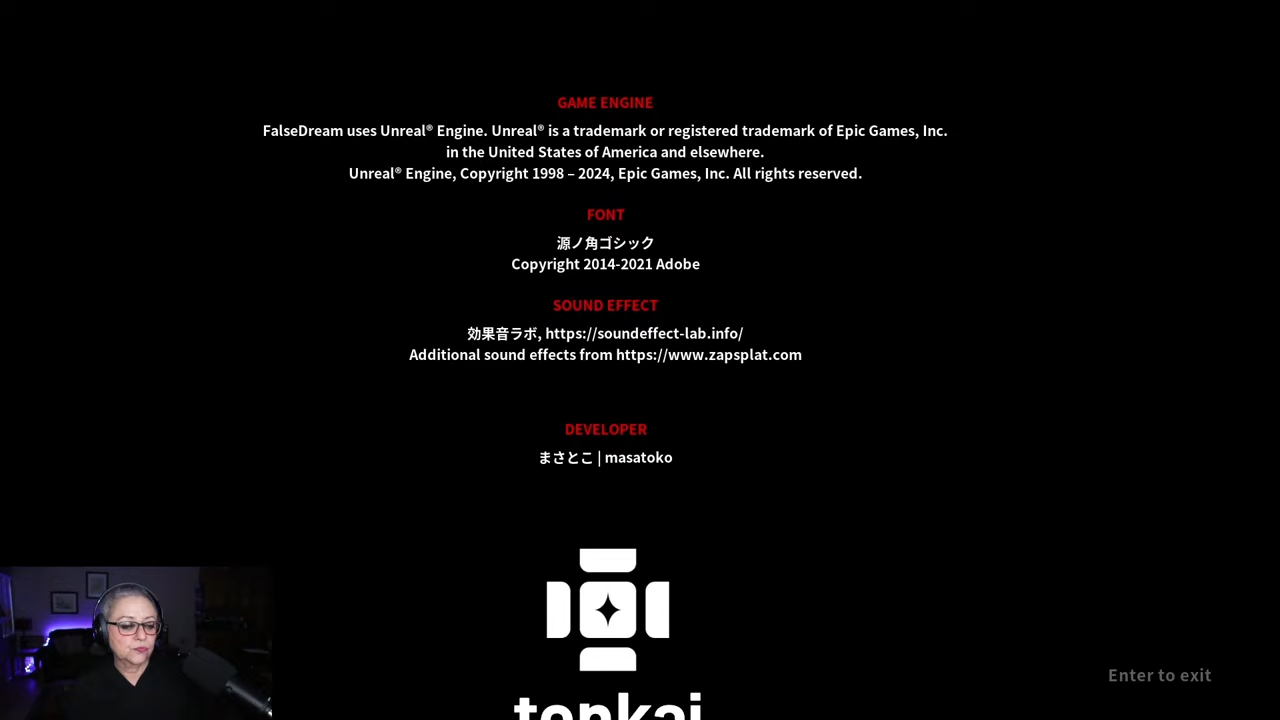 GAME ENGINE
FalseDream uses Unreal® Engine. Unreal® is a trademark or registered trademark of Epic Games, Inc.
in the United States of America and elsewhere.
Unreal® Engine, Copyright 1998 – 2024, Epic Games, Inc. All rights reserved.
FONT
源ノ角ゴシック
Copyright 2014-2021 Adobe
SOUND EFFECT
効果音ラボ, https://soundeffect-lab.info/
Additional sound effects from https://www.zapsplat.com
DEVELOPER
まさとこ | masatoko
tenkai
Enter to exit